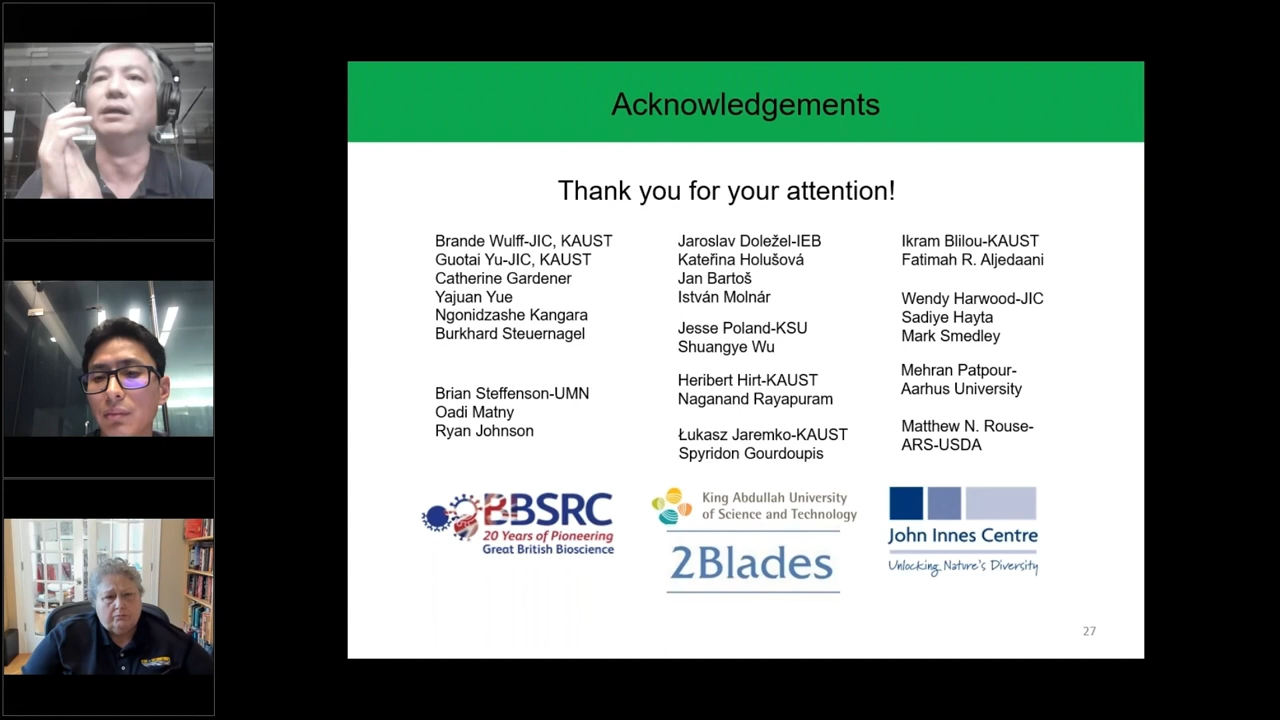 Acknowledgements
Thank you for your attention!
Brande Wulff-JIC, KAUST
Guotai Yu-JIC, KAUST
Catherine Gardener
Yajuan Yue
Ngonidzashe Kangara
Burkhard Steuernagel
Brian Steffenson-UMN
Oadi Matny
Ryan Johnson
Jaroslav Doležel-IEB
Kateřina Holušová
Jan Bartoš
István Molnár
Jesse Poland-KSU
Shuangye Wu
Heribert Hirt-KAUST
Naganand Rayapuram
Łukasz Jaremko-KAUST
Spyridon Gourdoupis
Ikram Blilou-KAUST
Fatimah R. Aljedaani
Wendy Harwood-JIC
Sadiye Hayta
Mark Smedley
Mehran Patpour-
Aarhus University
Matthew N. Rouse-
ARS-USDA
BBSRC
20 Years of Pioneering
Great British Bioscience
King Abdullah University
of Science and Technology
2Blades
John Innes Centre
Unlocking Nature's Diversity
27